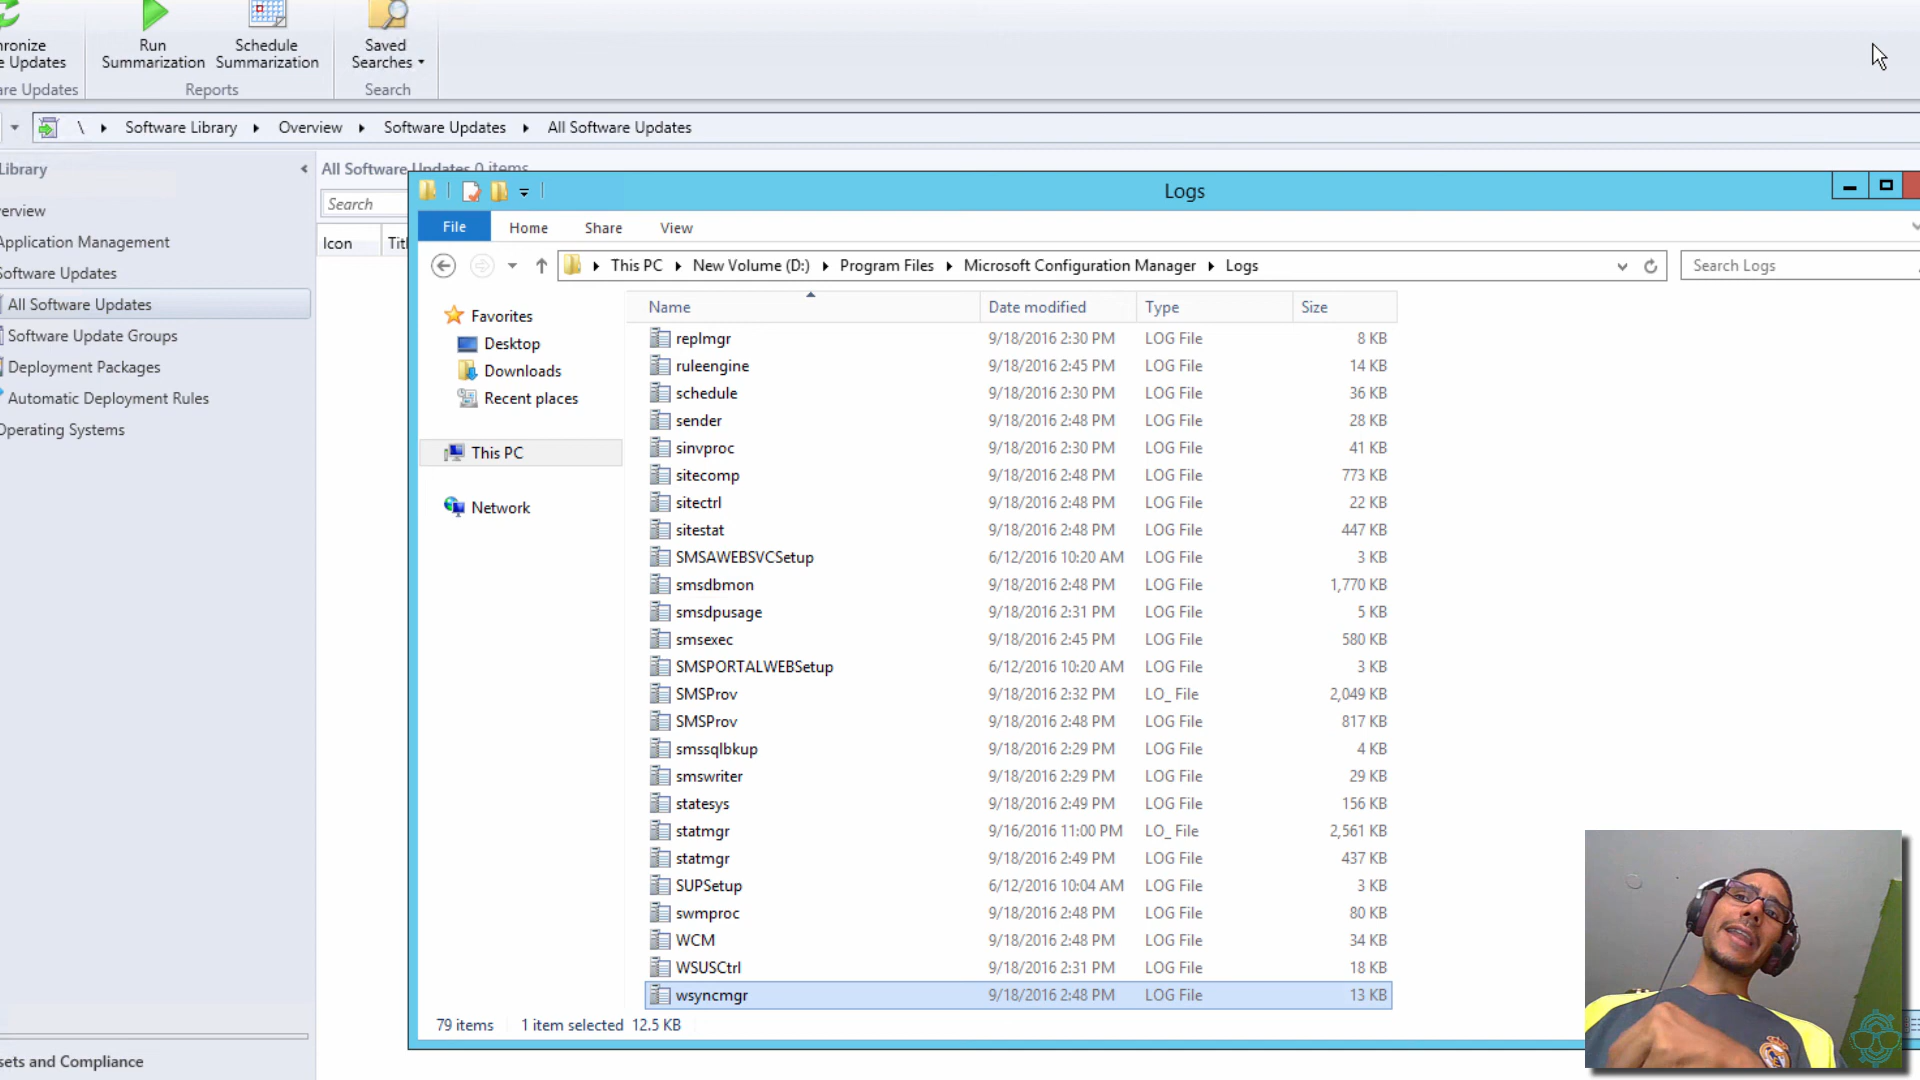 hronize
e Updates
Run
Summarization
Schedule
Summarization
Saved
Searches
are Updates
Reports
Search
\ Software Library Overview Software Updates All Software Updates
Library
All Software Updates 0 items
Search
Icon
erview
Application Management
Software Updates
All Software Updates
Software Update Groups
Deployment Packages
Automatic Deployment Rules
Operating Systems
sets and Compliance
Logs
File Home Share View
This PC New Volume (D:) Program Files Microsoft Configuration Manager Logs
Search Logs
Favorites
Desktop
Downloads
Recent places
This PC
Network
Name Date modified Type Size
replmgr 9/18/2016 2:30 PM LOG File 8 KB
ruleengine 9/18/2016 2:45 PM LOG File 14 KB
schedule 9/18/2016 2:30 PM LOG File 36 KB
sender 9/18/2016 2:48 PM LOG File 28 KB
sinvproc 9/18/2016 2:30 PM LOG File 41 KB
sitecomp 9/18/2016 2:48 PM LOG File 773 KB
sitectrl 9/18/2016 2:48 PM LOG File 22 KB
sitestat 9/18/2016 2:48 PM LOG File 447 KB
SMSAWEBSVCSetup 6/12/2016 10:20 AM LOG File 3 KB
smsdbmon 9/18/2016 2:48 PM LOG File 1,770 KB
smsdpusage 9/18/2016 2:31 PM LOG File 5 KB
smsexec 9/18/2016 2:45 PM LOG File 580 KB
SMSPORTALWEBSetup 6/12/2016 10:20 AM LOG File 3 KB
SMSProv 9/18/2016 2:32 PM LO_ File 2,049 KB
SMSProv 9/18/2016 2:48 PM LOG File 817 KB
smssqlbkup 9/18/2016 2:29 PM LOG File 4 KB
smswriter 9/18/2016 2:29 PM LOG File 29 KB
statesys 9/18/2016 2:49 PM LOG File 156 KB
statmgr 9/16/2016 11:00 PM LO_ File 2,561 KB
statmgr 9/18/2016 2:49 PM LOG File 437 KB
SUPSetup 6/12/2016 10:04 AM LOG File 3 KB
swmproc 9/18/2016 2:48 PM LOG File 80 KB
WCM 9/18/2016 2:48 PM LOG File 34 KB
WSUSCtrl 9/18/2016 2:31 PM LOG File 18 KB
wsyncmgr 9/18/2016 2:48 PM LOG File 13 KB
79 items 1 item selected 12.5 KB